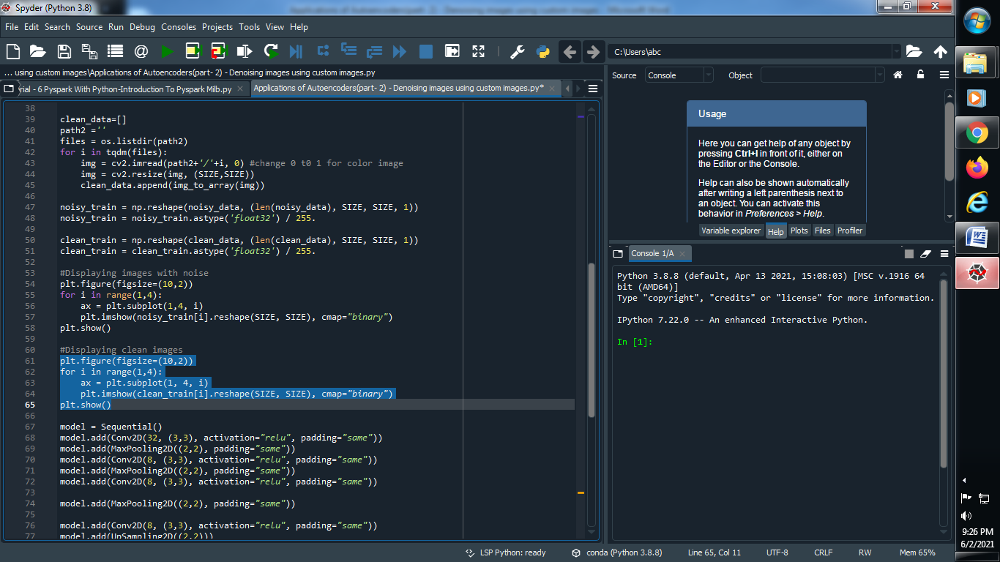 Spyder (Python 3.8)
File Edit Search Source Run Debug Consoles Projects Tools View Help
C:\Users\abc
... using custom images\Applications of Autoencoders(part- 2) - Denoising images using custom images.py
rial - 6 Pyspark With Python-Introduction To Pyspark Milb.py
Applications of Autoencoders(part- 2) - Denoising images using custom images.py*
38
39 clean_data=[]
40 path2 =''
41 files = os.listdir(path2)
42 for i in tqdm(files):
43 img = cv2.imread(path2+'/'+i, 0) #change 0 t0 1 for color image
44 img = cv2.resize(img, (SIZE,SIZE))
45 clean_data.append(img_to_array(img))
46
47 noisy_train = np.reshape(noisy_data, (len(noisy_data), SIZE, SIZE, 1))
48 noisy_train = noisy_train.astype('float32') / 255.
49
50 clean_train = np.reshape(clean_data, (len(clean_data), SIZE, SIZE, 1))
51 clean_train = clean_train.astype('float32') / 255.
52
53 #Displaying images with noise
54 plt.figure(figsize=(10,2))
55 for i in range(1,4):
56 ax = plt.subplot(1,4, i)
57 plt.imshow(noisy_train[i].reshape(SIZE, SIZE), cmap="binary")
58 plt.show()
59
60 #Displaying clean images
61 plt.figure(figsize=(10,2))
62 for i in range(1,4):
63 ax = plt.subplot(1, 4, i)
64 plt.imshow(clean_train[i].reshape(SIZE, SIZE), cmap="binary")
65 plt.show()
66
67 model = Sequential()
68 model.add(Conv2D(32, (3,3), activation="relu", padding="same"))
69 model.add(MaxPooling2D((2,2), padding="same"))
70 model.add(Conv2D(8, (3,3), activation="relu", padding="same"))
71 model.add(MaxPooling2D((2,2), padding="same"))
72 model.add(Conv2D(8, (3,3), activation="relu", padding="same"))
73
74 model.add(MaxPooling2D((2,2), padding="same"))
75
76 model.add(Conv2D(8, (3,3), activation="relu", padding="same"))
77 model.add(UpSampling2D((2,2)))
Source Console Object
Usage
Here you can get help of any object by
pressing Ctrl+I in front of it, either on
the Editor or the Console.
Help can also be shown automatically
after writing a left parenthesis next to
an object. You can activate this
behavior in Preferences > Help.
Variable explorer Help Plots Files Profiler
Console 1/A
Python 3.8.8 (default, Apr 13 2021, 15:08:03) [MSC v.1916 64
bit (AMD64)]
Type "copyright", "credits" or "license" for more information.
IPython 7.22.0 -- An enhanced Interactive Python.
In [1]:
LSP Python: ready conda (Python 3.8.8) Line 65, Col 11 UTF-8 CRLF RW Mem 65%
9:26 PM
6/2/2021